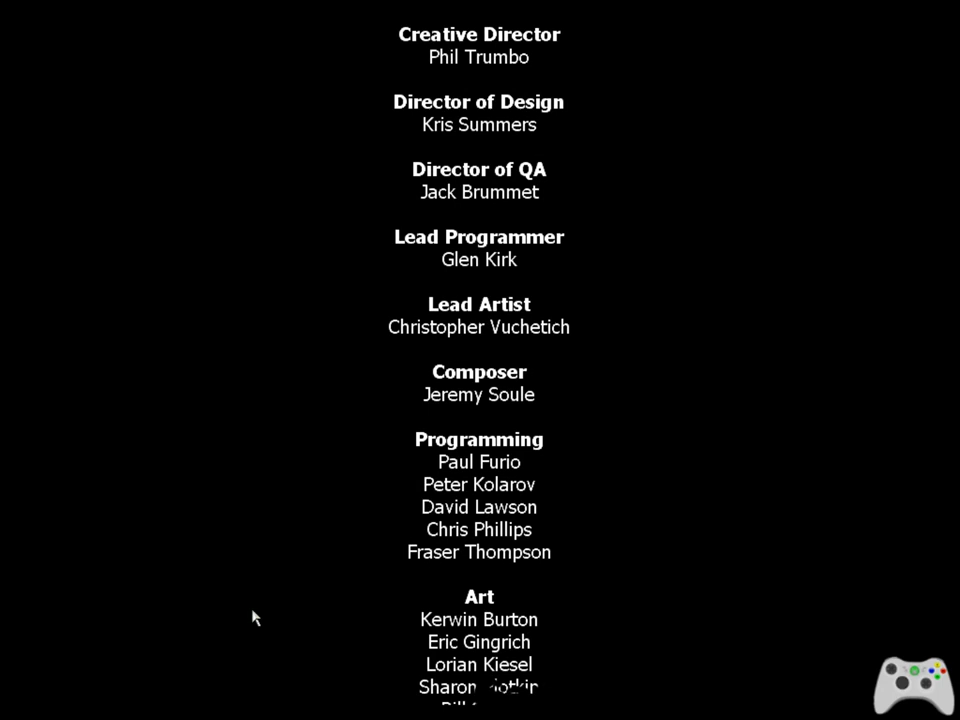 Creative Director
Phil Trumbo
Director of Design
Kris Summers
Director of QA
Jack Brummet
Lead Programmer
Glen Kirk
Lead Artist
Christopher Vuchetich
Composer
Jeremy Soule
Programming
Paul Furio
Peter Kolarov
David Lawson
Chris Phillips
Fraser Thompson
Art
Kerwin Burton
Eric Gingrich
Lorian Kiesel
Sharon